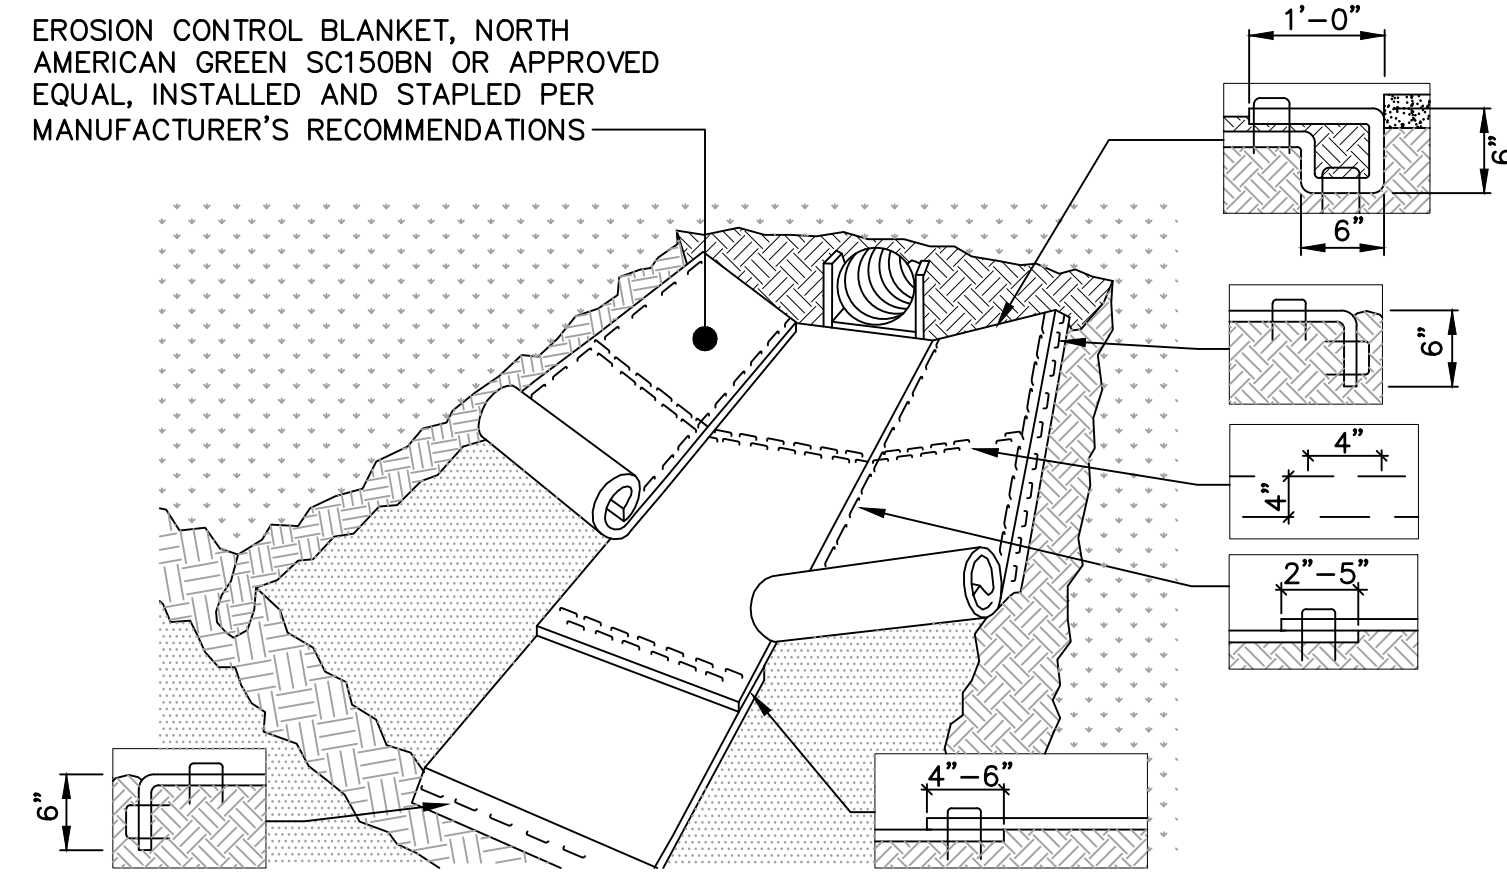 EROSION CONTROL BLANKET, NORTH
AMERICAN GREEN SC150BN OR APPROVED
EQUAL, INSTALLED AND STAPLED PER
MANUFACTURER'S RECOMMENDATIONS
1'-0"
6"
6"
6"
4"
4"
2"-5"
4"-6"
6"